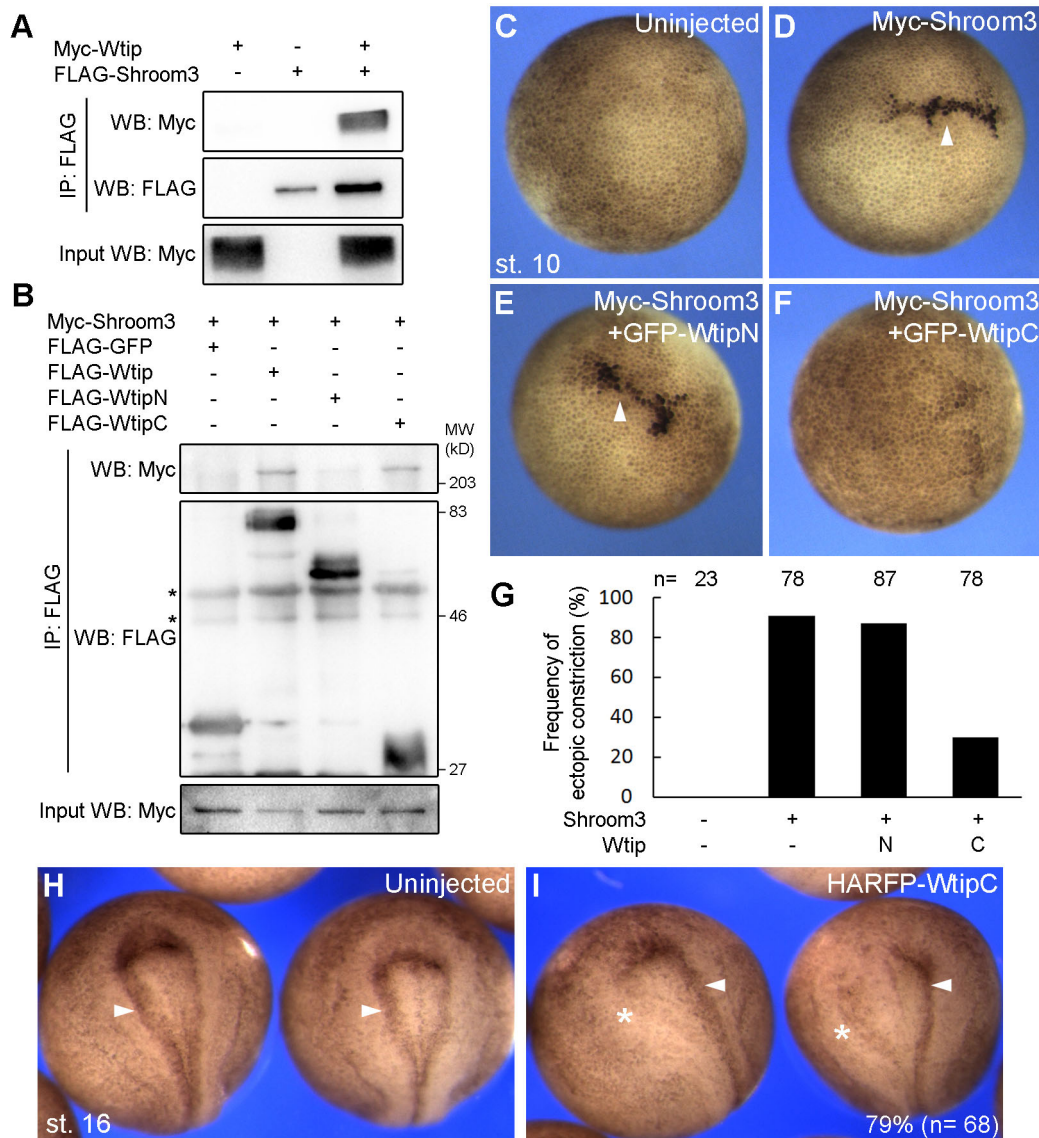 A
Myc-Wtip + - +
FLAG-Shroom3 - + +
IP: FLAG
WB: Myc
WB: FLAG
Input WB: Myc
B
Myc-Shroom3 + + + +
FLAG-GFP + - - -
FLAG-Wtip - + - -
FLAG-WtipN - - + -
FLAG-WtipC - - - +
MW
(kD)
IP: FLAG
WB: Myc
203
83
* 
WB: FLAG
* 46
27
Input WB: Myc
C Uninjected
st. 10
D Myc-Shroom3
E Myc-Shroom3
+GFP-WtipN
F Myc-Shroom3
+GFP-WtipC
G
n= 23 78 87 78
Frequency of
ectopic constriction (%)
100
80
60
40
20
0
Shroom3 - + + +
Wtip - - N C
H Uninjected
st. 16
I HARFP-WtipC
* *
79% (n= 68)